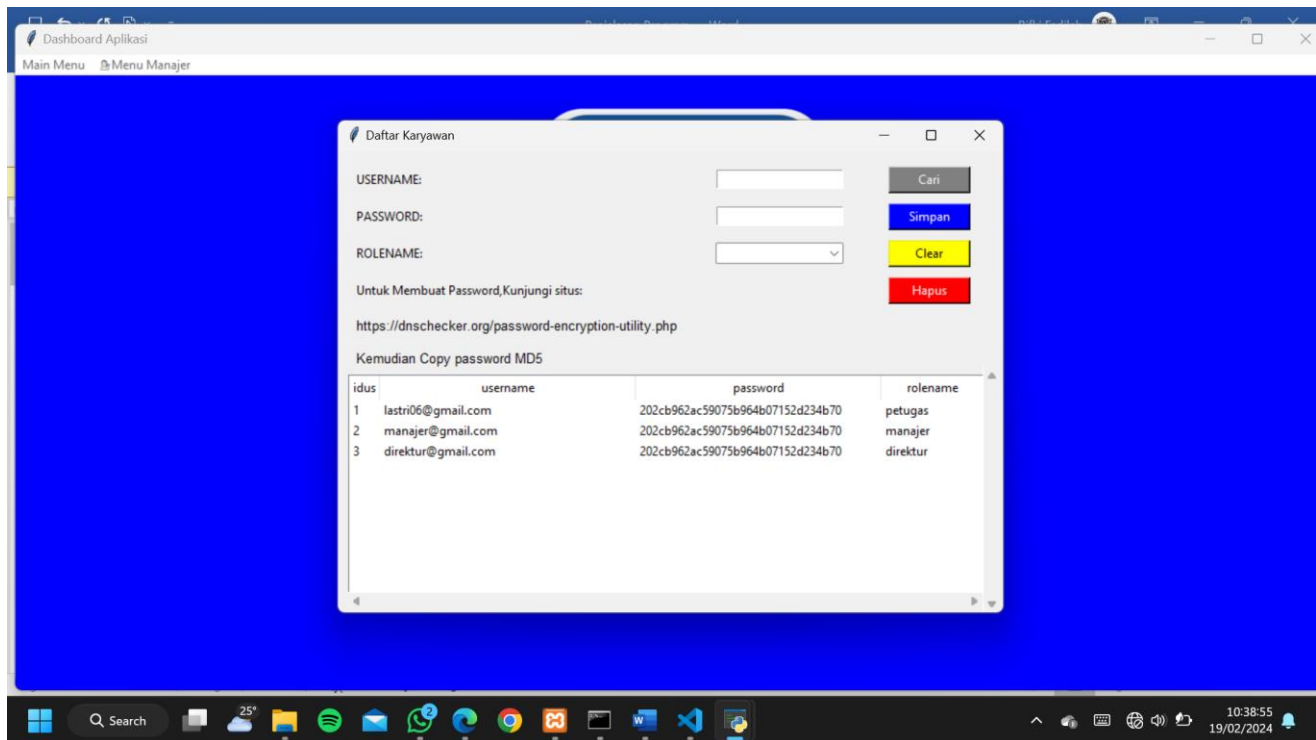 Dashboard Aplikasi
Main Menu Menu Manajer
Daftar Karyawan
USERNAME: Cari
PASSWORD: Simpan
ROLENAME: Clear
Untuk Membuat Password,Kunjungi situs: Hapus
https://dnschecker.org/password-encryption-utility.php
Kemudian Copy password MD5
idus username password rolename
1 lastri06@gmail.com 202cb962ac59075b964b07152d234b70 petugas
2 manajer@gmail.com 202cb962ac59075b964b07152d234b70 manajer
3 direktur@gmail.com 202cb962ac59075b964b07152d234b70 direktur
Search 25° 2 10:38:55
19/02/2024